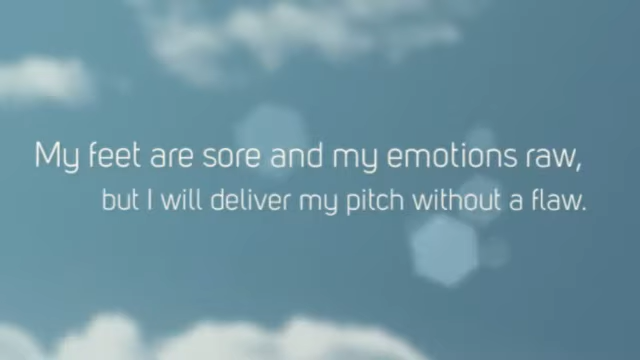 My feet are sore and my emotions raw,
but I will deliver my pitch without a flaw.